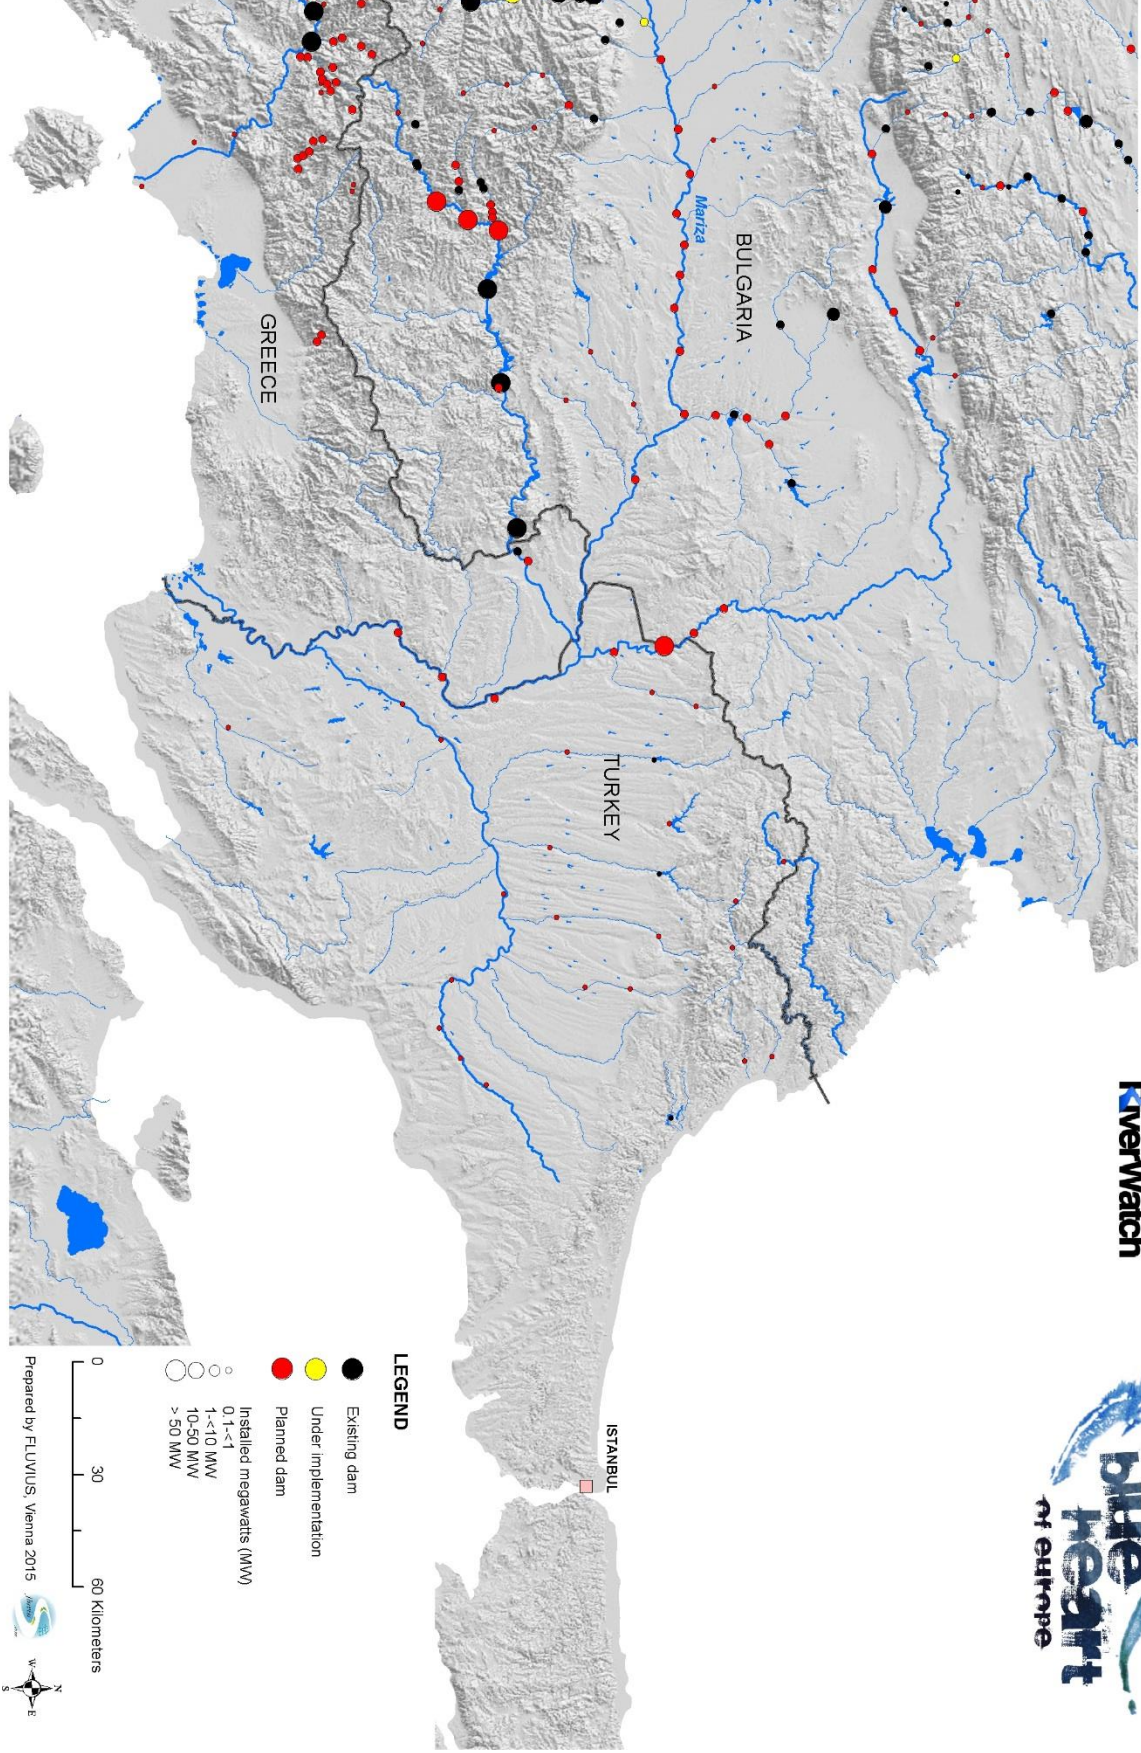 RiverWatch
blue
heart
of europe
Mariza
BULGARIA
GREECE
TURKEY
ISTANBUL
LEGEND
Existing dam
Under implementation
Planned dam
Installed megawatts (MW)
0.1-<1
1-<10 MW
10-50 MW
> 50 MW
0 30 60 Kilometers
Prepared by FLUVIUS, Vienna 2015
N
W E
S